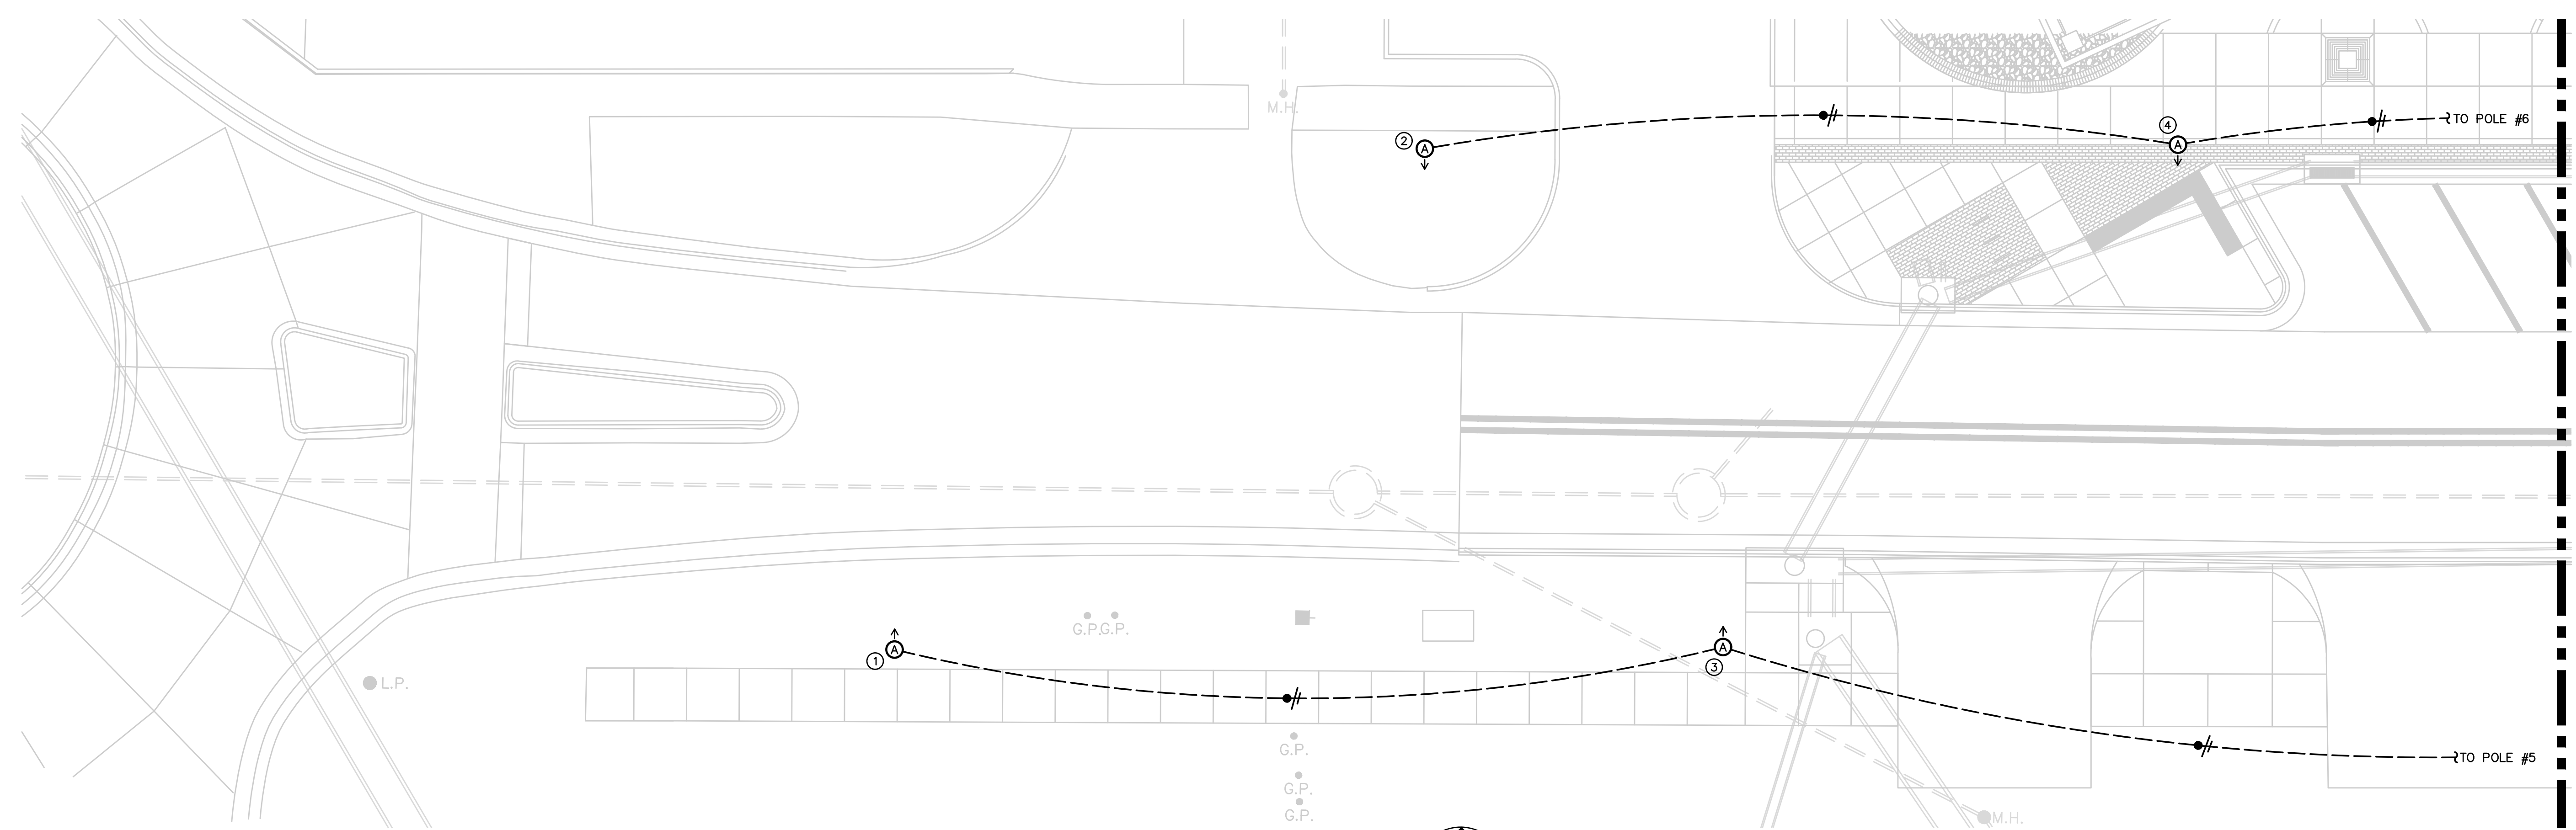 M.H.
2
A
4
A
TO POLE #6
1
A
G.P. G.P.
3
A
L.P.
G.P.
G.P.
G.P.
TO POLE #5
M.H.